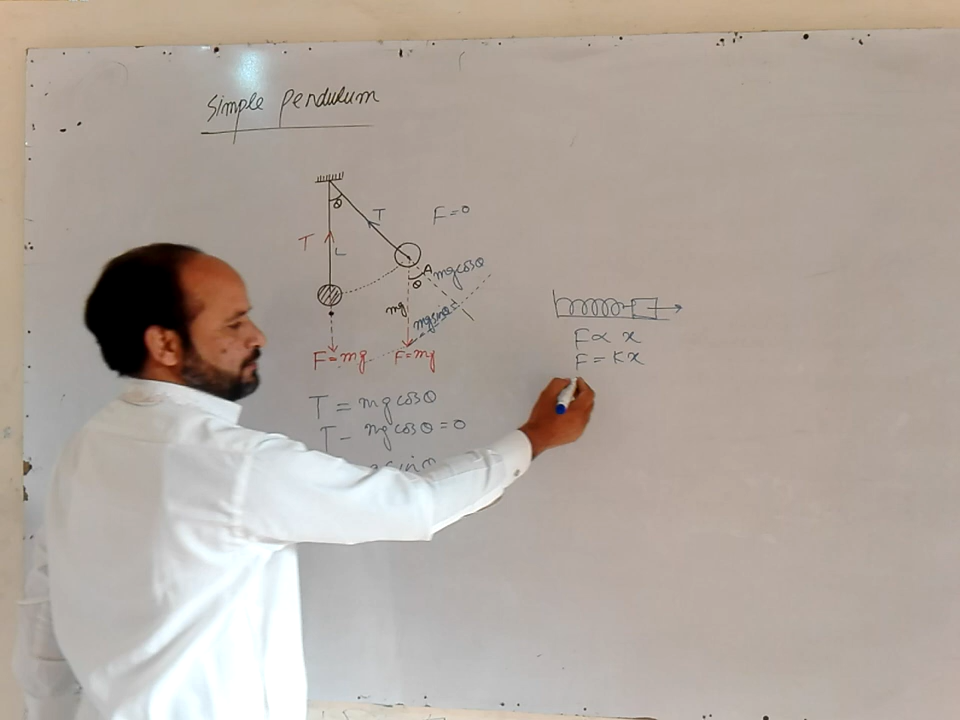 Simple Pendulum
θ
T
F=0
T
L
A
θ
mgcosθ
mg
mgsinθ
F=mg
F=mg
F ∝ x
F = Kx
T = mgcosθ
T - mgcosθ=0